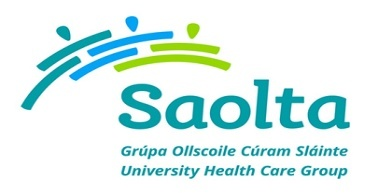 Saolta
Grúpa Ollscoile Cúram Sláinte
University Health Care Group